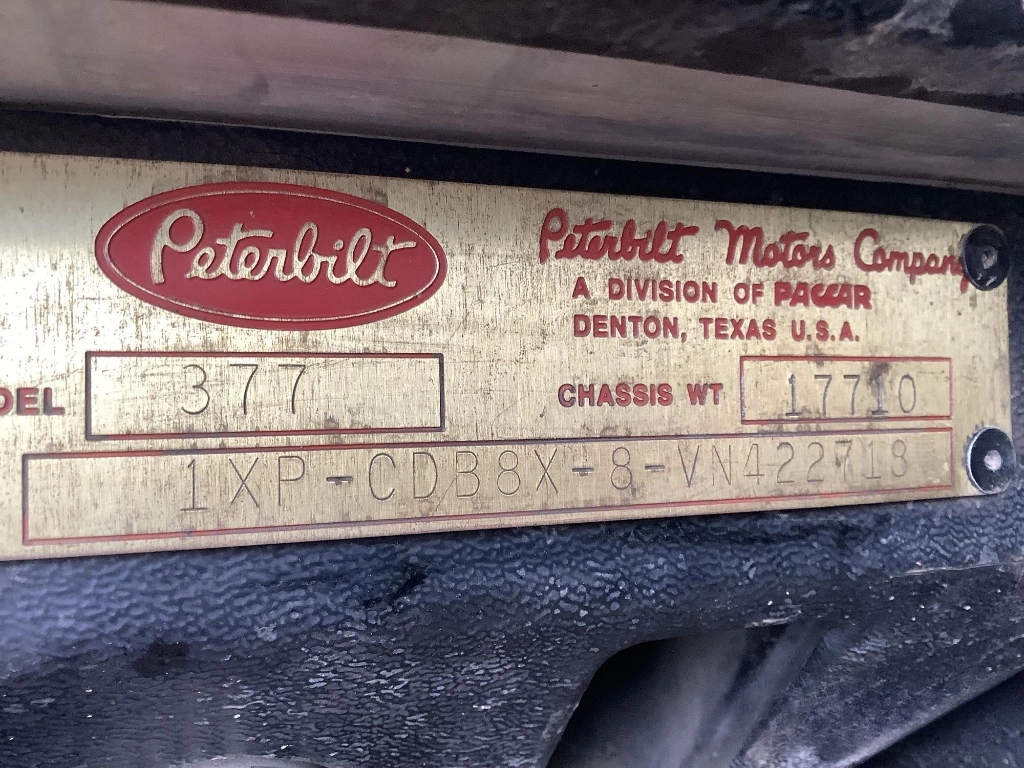 Peterbilt
Peterbilt Motors Company
A DIVISION OF PACCAR
DENTON, TEXAS U.S.A.
DEL 377
CHASSIS WT 17710
1XP-CDB8X-8-VN422718